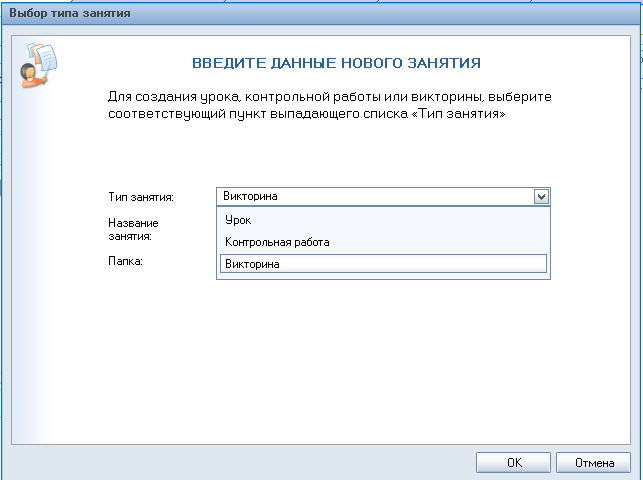 Выбор типа занятия
ВВЕДИТЕ ДАННЫЕ НОВОГО ЗАНЯТИЯ
Для создания урока, контрольной работы или викторины, выберите
соответствующий пункт выпадающего списка «Тип занятия»
Тип занятия:
Викторина
Название
занятия:
Урок
Контрольная работа
Папка:
Викторина
OK
Отмена